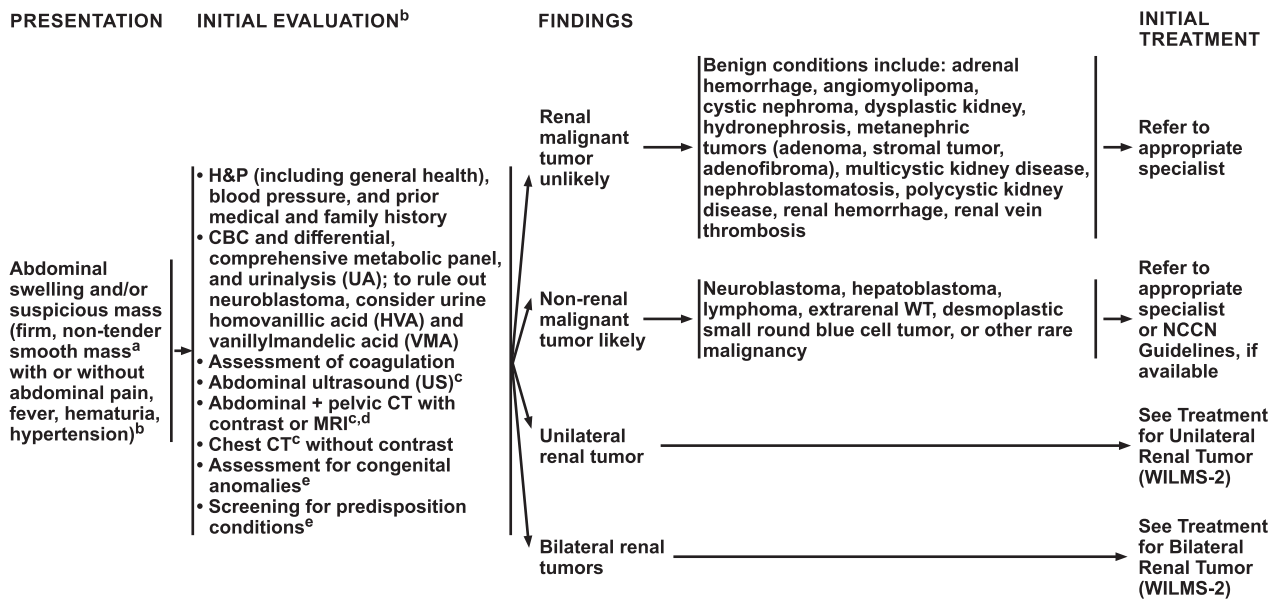 PRESENTATION
INITIAL EVALUATIONb
FINDINGS
INITIAL
TREATMENT
Abdominal
swelling and/or
suspicious mass
(firm, non-tender
smooth massa
with or without
abdominal pain,
fever, hematuria,
hypertension)b
• H&P (including general health),
blood pressure, and prior
medical and family history
• CBC and differential,
comprehensive metabolic panel,
and urinalysis (UA); to rule out
neuroblastoma, consider urine
homovanillic acid (HVA) and
vanillylmandelic acid (VMA)
• Assessment of coagulation
• Abdominal ultrasound (US)c
• Abdominal + pelvic CT with
contrast or MRIc,d
• Chest CTc without contrast
• Assessment for congenital
anomaliese
• Screening for predisposition
conditionse
Renal
malignant
tumor
unlikely
Benign conditions include: adrenal
hemorrhage, angiomyolipoma,
cystic nephroma, dysplastic kidney,
hydronephrosis, metanephric
tumors (adenoma, stromal tumor,
adenofibroma), multicystic kidney disease,
nephroblastomatosis, polycystic kidney
disease, renal hemorrhage, renal vein
thrombosis
Refer to
appropriate
specialist
Non-renal
malignant
tumor likely
Neuroblastoma, hepatoblastoma,
lymphoma, extrarenal WT, desmoplastic
small round blue cell tumor, or other rare
malignancy
Refer to
appropriate
specialist
or NCCN
Guidelines, if
available
Unilateral
renal tumor
See Treatment
for Unilateral
Renal Tumor
(WILMS-2)
Bilateral renal
tumors
See Treatment
for Bilateral
Renal Tumor
(WILMS-2)